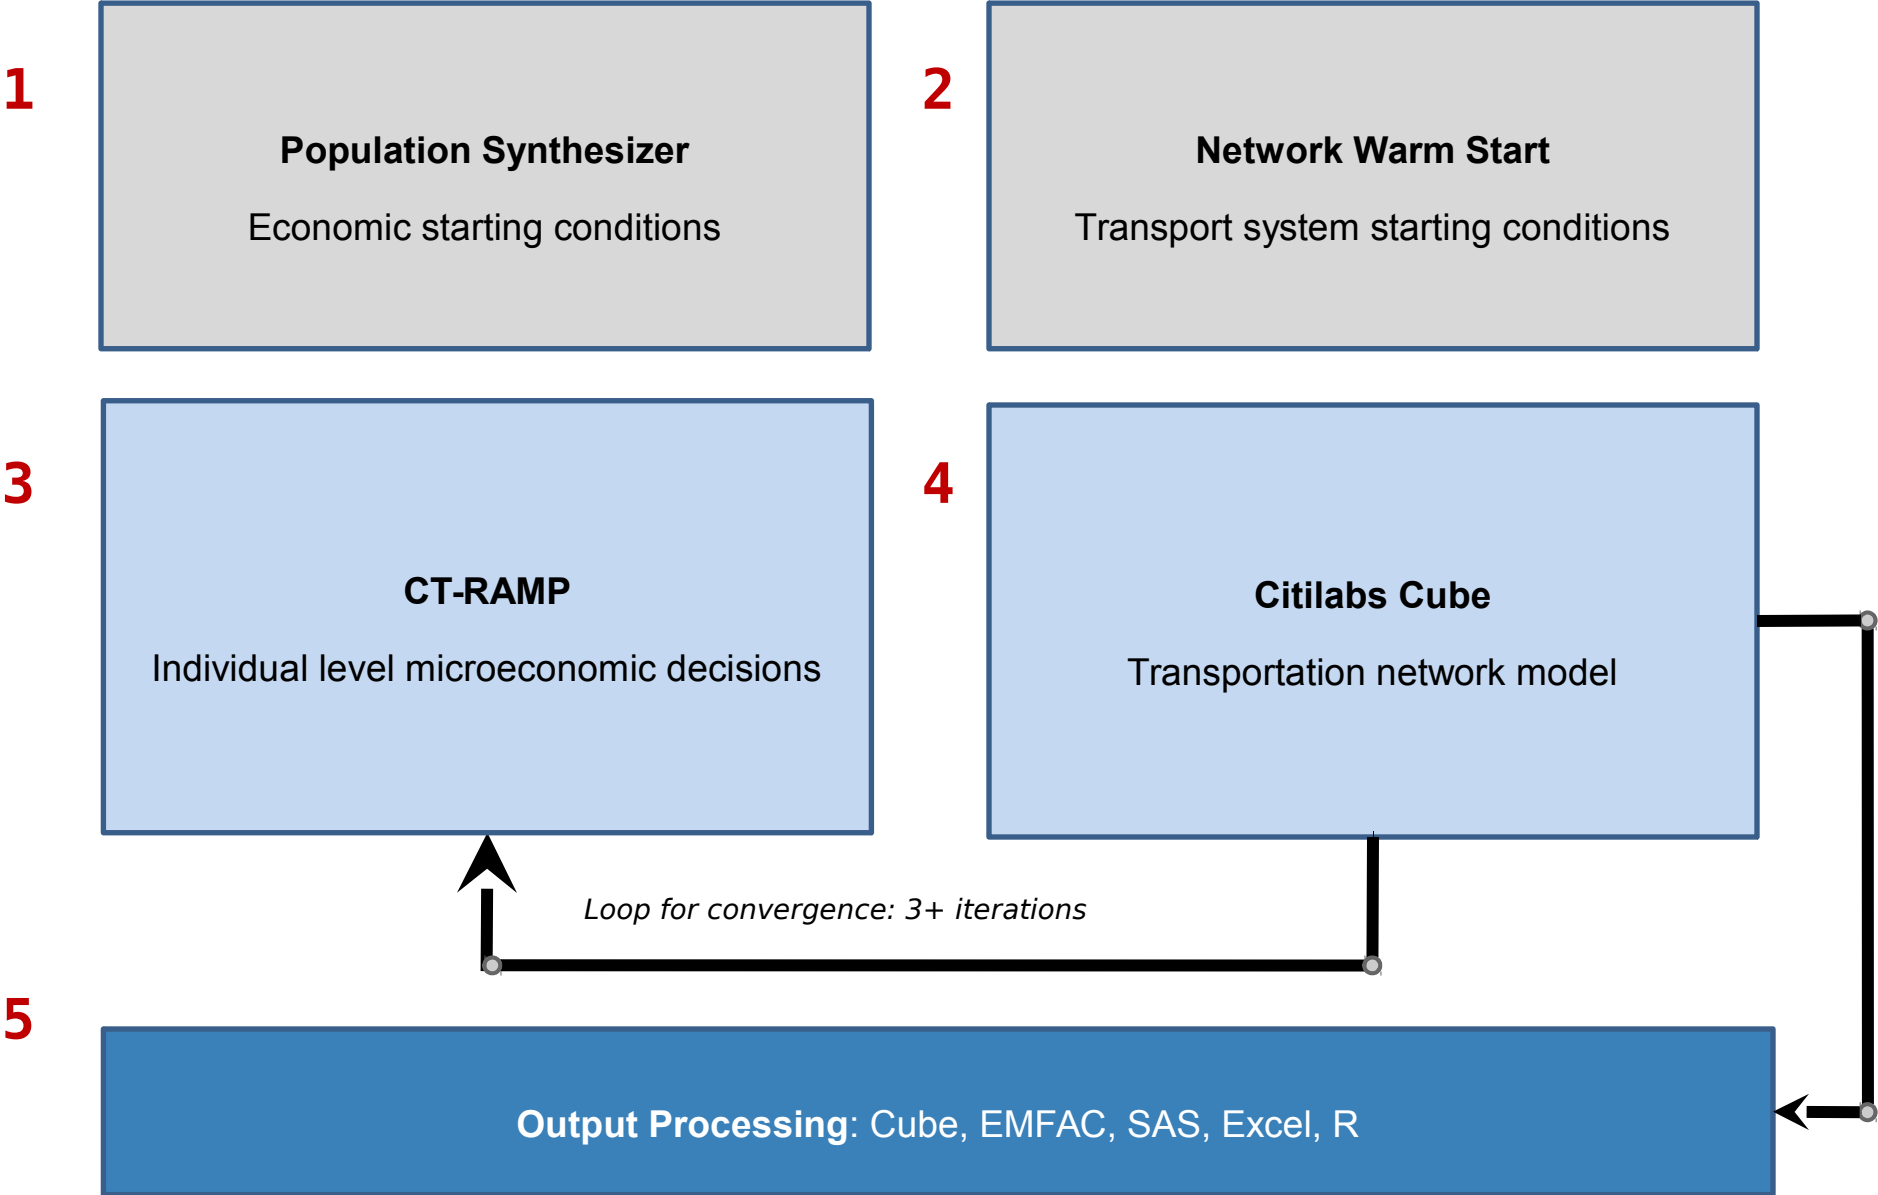 1
Population Synthesizer
Economic starting conditions
2
Network Warm Start
Transport system starting conditions
3
CT-RAMP
Individual level microeconomic decisions
4
Citilabs Cube
Transportation network model
Loop for convergence: 3+ iterations
5
Output Processing: Cube, EMFAC, SAS, Excel, R